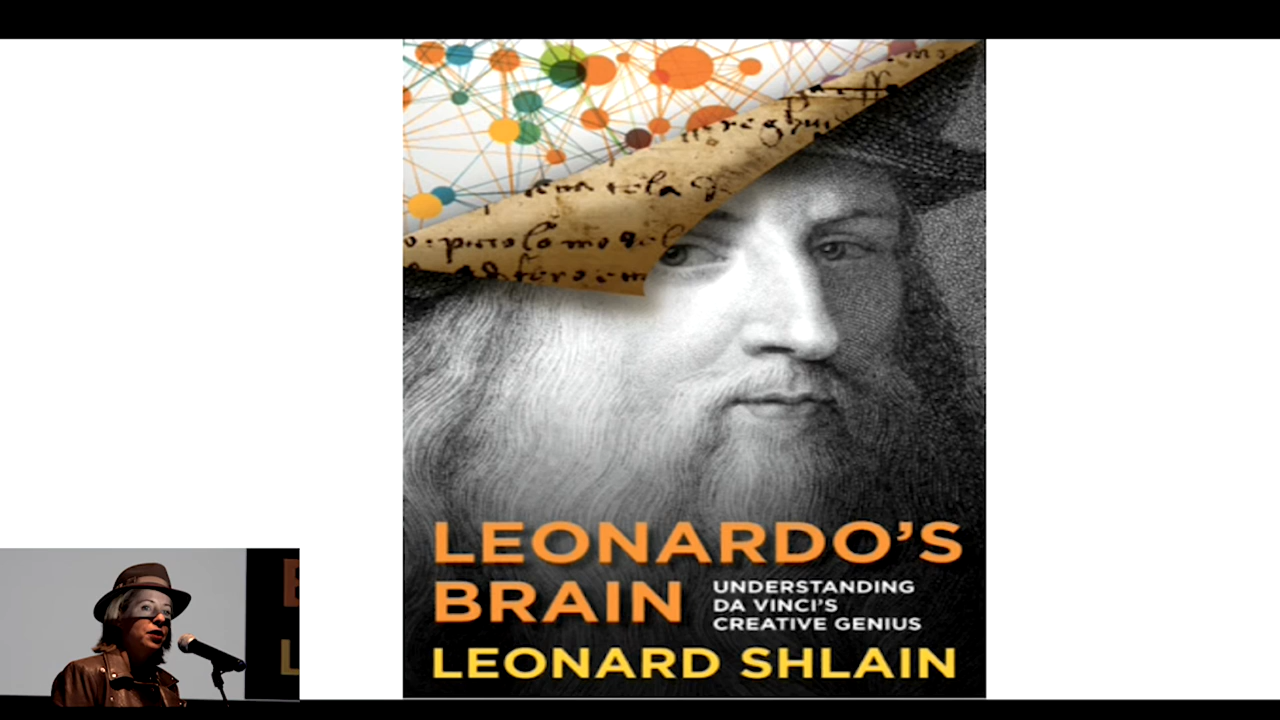 LEONARDO'S
BRAIN
UNDERSTANDING
DA VINCI'S
CREATIVE GENIUS
LEONARD SHLAIN